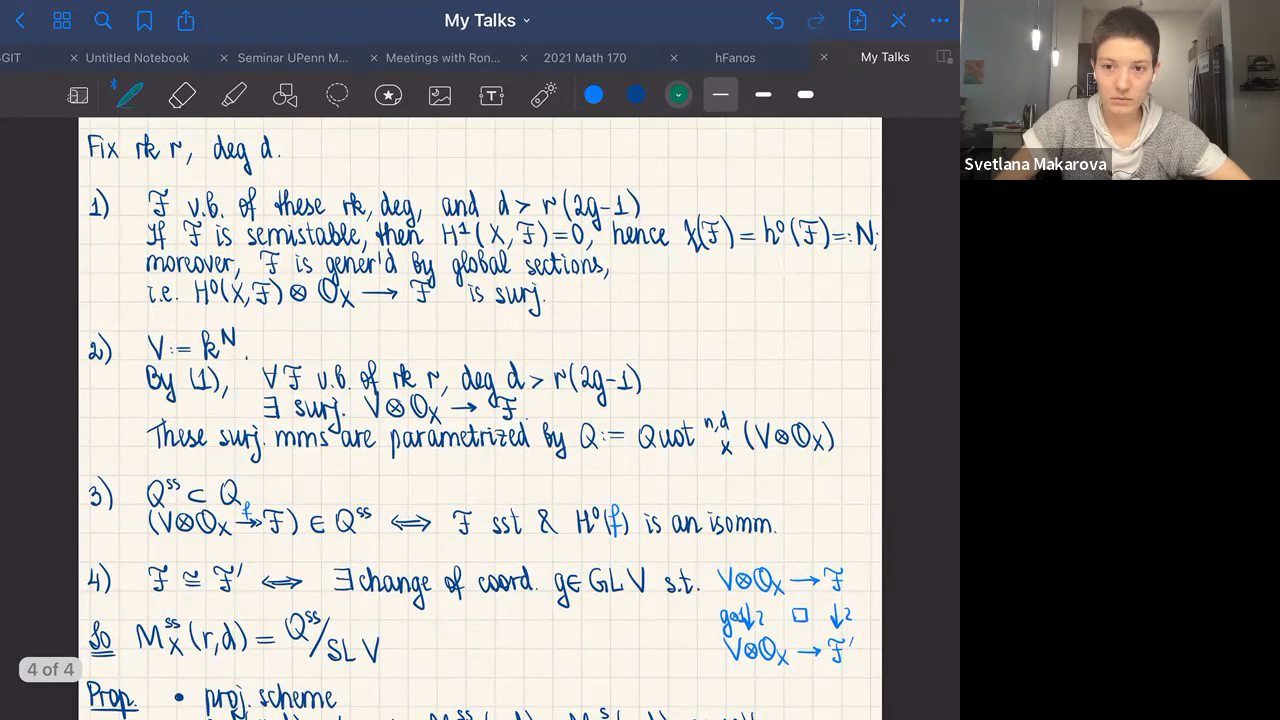 My Talks
GIT
Untitled Notebook
Seminar UPenn M...
Meetings with Ron...
2021 Math 170
hFanos
My Talks
Svetlana Makarova
Fix rk r, deg d.
1) ℱ v.b. of these rk, deg, and d > r(2g-1)
If ℱ is semistable, then H¹(X, ℱ) = 0, hence χ(ℱ) = h⁰(ℱ) =: N;
moreover, ℱ is gener'd by global sections,
i.e. H⁰(X, ℱ) ⊗ 𝒪_X → ℱ is surj.
2) V := k^N.
By (1), ∀ ℱ v.b. of rk r, deg d > r(2g-1)
∃ surj. V⊗𝒪_X → ℱ.
These surj. mms are parametrized by Q := Quot^{r,d}_X (V⊗𝒪_X)
3) Q^{ss} ⊂ Q
(V⊗𝒪_X ↠^f ℱ) ∈ Q^{ss} ⟺ ℱ sst & H⁰(f) is an isomm.
4) ℱ ≅ ℱ' ⟺ ∃ change of coord. g∈GL V s.t. V⊗𝒪_X → ℱ
g⊗1 ↓≀ □ ↓≀
V⊗𝒪_X → ℱ'
So M^{ss}_X (r,d) = Q^{ss}/SL V
4 of 4
Prop. • proj. scheme